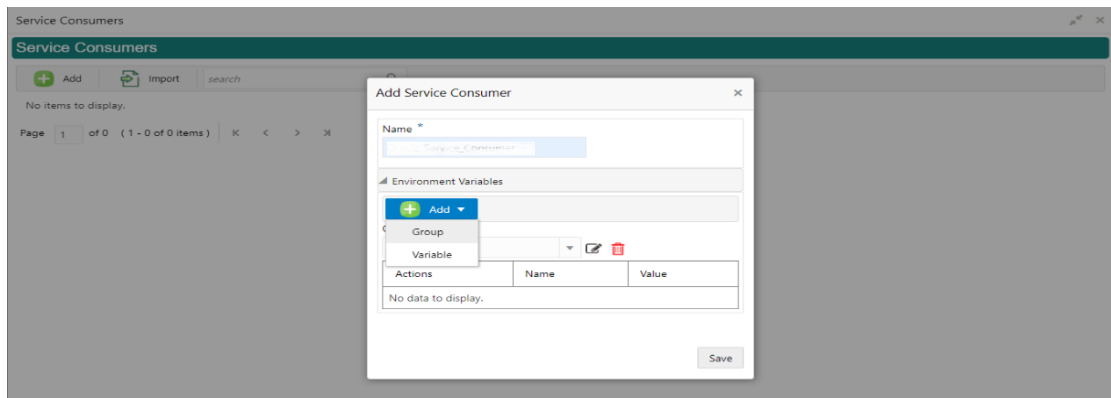 Service Consumers
Service Consumers
Add Import search
No items to display.
Page 1 of 0 ( 1 - 0 of 0 items ) K < >
Add Service Consumer ×
Name *
Service_Consumer
Environment Variables
Add
Group
Variable
Actions Name Value
No data to display.
Save